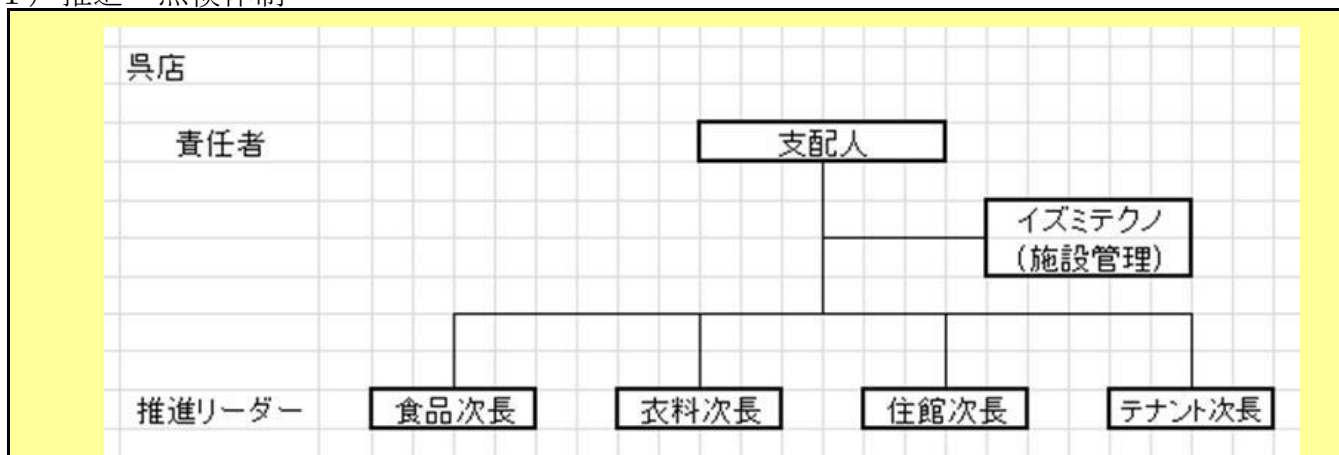 呉店
責任者
支配人
イズミテクノ
(施設管理)
推進リーダー
食品次長
衣料次長
住館次長
テナント次長